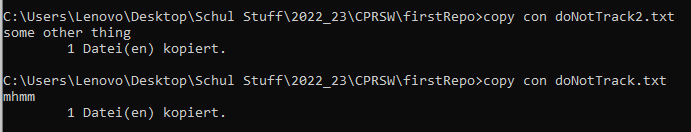 C:\Users\Lenovo\Desktop\Schul Stuff\2022_23\CPRSW\firstRepo>copy con doNotTrack2.txt
some other thing
        1 Datei(en) kopiert.

C:\Users\Lenovo\Desktop\Schul Stuff\2022_23\CPRSW\firstRepo>copy con doNotTrack.txt
mhmm
        1 Datei(en) kopiert.